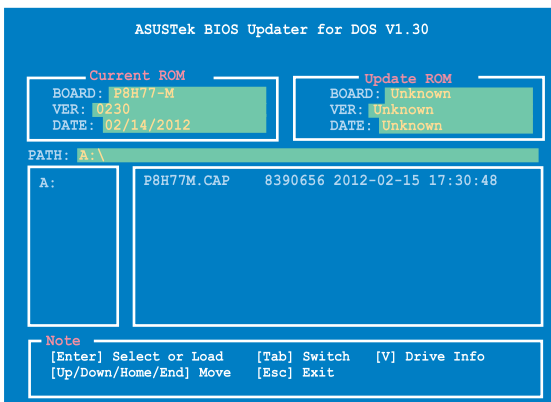 ASUSTek BIOS Updater for DOS V1.30
Current ROM
BOARD: P8H77-M
VER: 0230
DATE: 02/14/2012
Update ROM
BOARD: Unknown
VER: Unknown
DATE: Unknown
PATH: A:\
A:
P8H77M.CAP 8390656 2012-02-15 17:30:48
Note
[Enter] Select or Load [Tab] Switch [V] Drive Info
[Up/Down/Home/End] Move [Esc] Exit